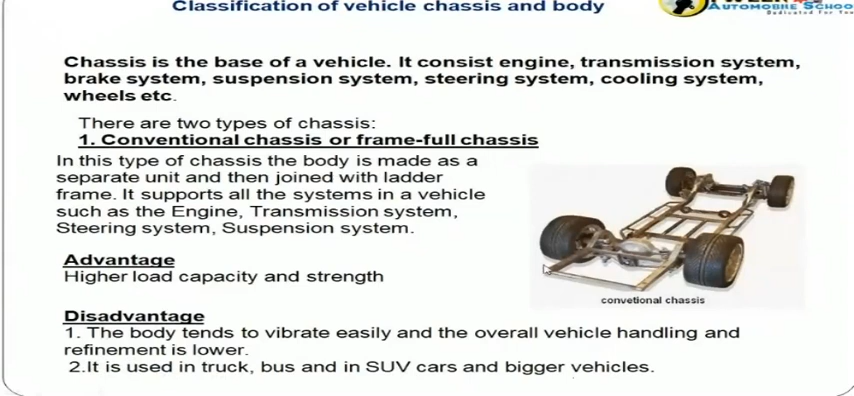 Classification of vehicle chassis and body
AUTOMOBILE SCHOO
Dedicated For You
Chassis is the base of a vehicle. It consist engine, transmission system,
brake system, suspension system, steering system, cooling system,
wheels etc.
There are two types of chassis:
1. Conventional chassis or frame-full chassis
In this type of chassis the body is made as a
separate unit and then joined with ladder
frame. It supports all the systems in a vehicle
such as the Engine, Transmission system,
Steering system, Suspension system.
Advantage
Higher load capacity and strength
convetional chassis
Disadvantage
1. The body tends to vibrate easily and the overall vehicle handling and
refinement is lower.
2.It is used in truck, bus and in SUV cars and bigger vehicles.